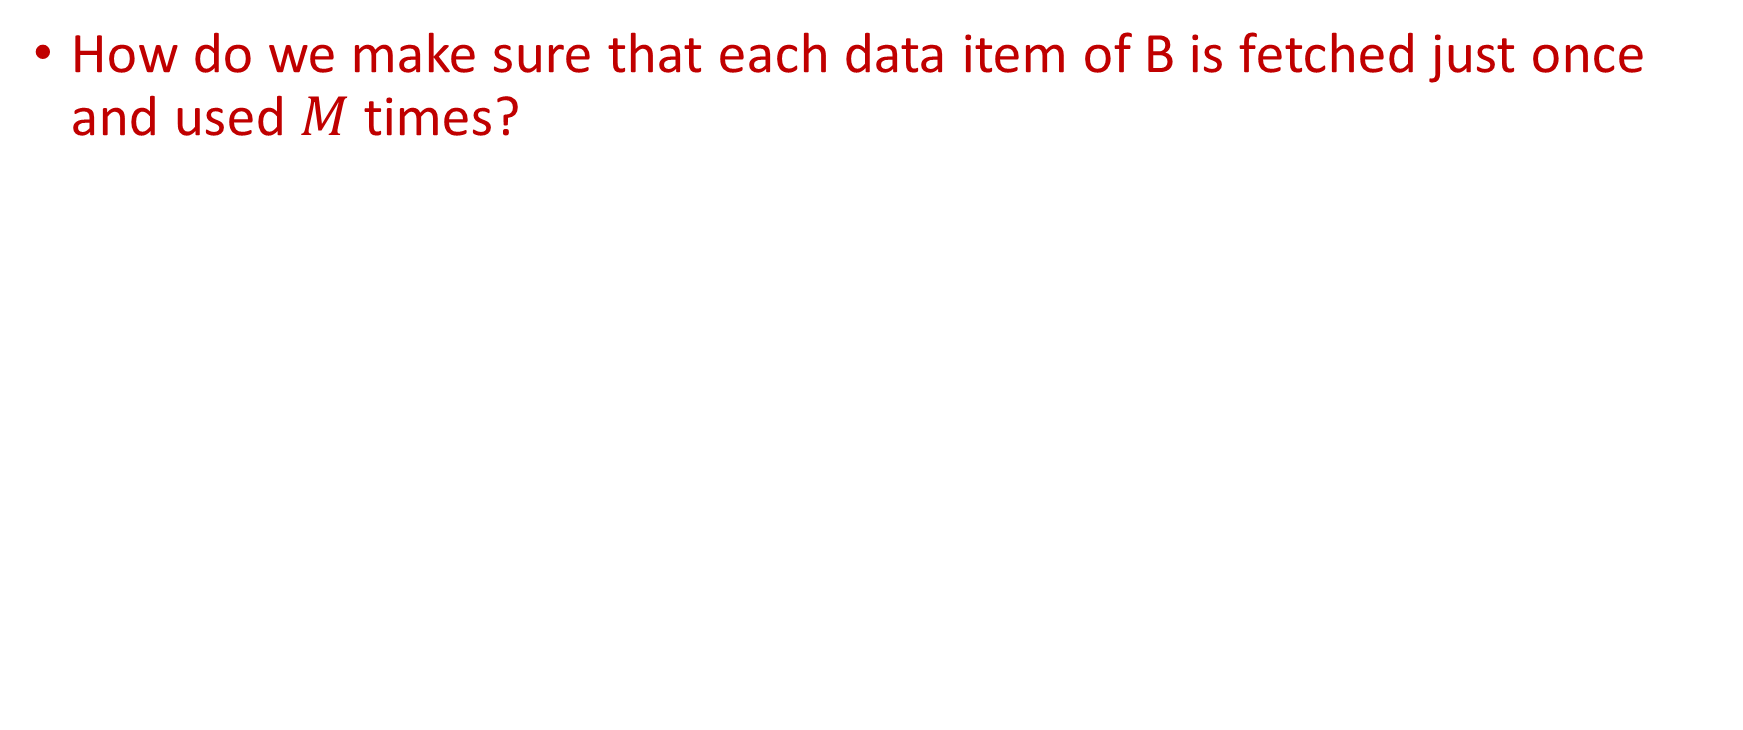 • How do we make sure that each data item of B is fetched just once
and used M times?